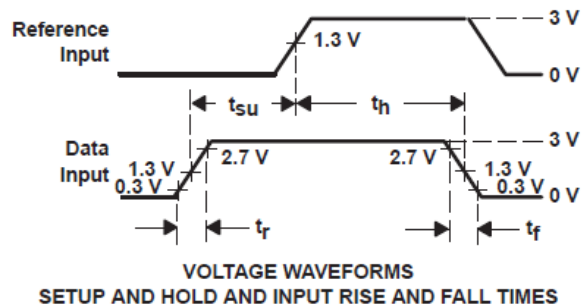 Reference
Input
3 V
1.3 V
0 V
tsu
th
Data
Input
3 V
2.7 V
2.7 V
1.3 V
1.3 V
0.3 V
0.3 V
0 V
tr
tf
VOLTAGE WAVEFORMS
SETUP AND HOLD AND INPUT RISE AND FALL TIMES